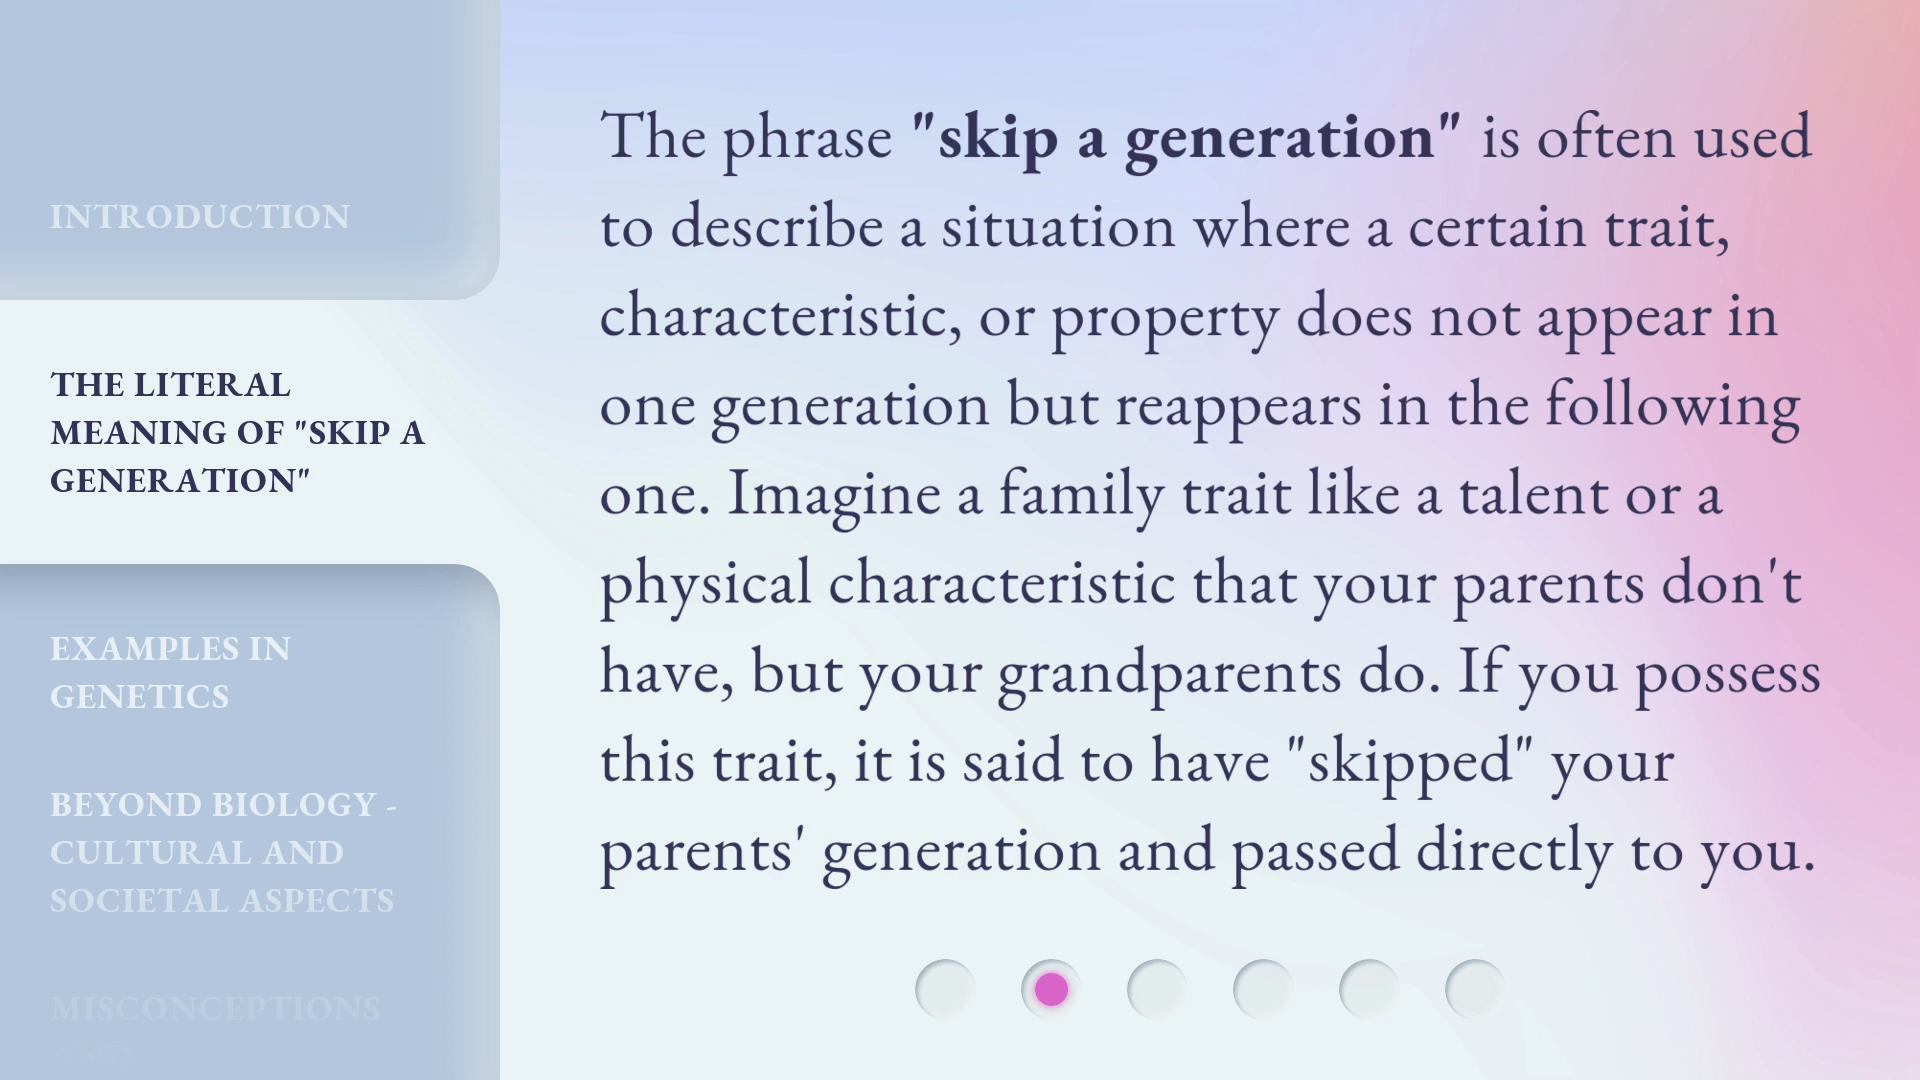 INTRODUCTION
THE LITERAL
MEANING OF "SKIP A
GENERATION"
EXAMPLES IN
GENETICS
BEYOND BIOLOGY -
CULTURAL AND
SOCIETAL ASPECTS
MISCONCEPTIONS
AND
The phrase "skip a generation" is often used
to describe a situation where a certain trait,
characteristic, or property does not appear in
one generation but reappears in the following
one. Imagine a family trait like a talent or a
physical characteristic that your parents don't
have, but your grandparents do. If you possess
this trait, it is said to have "skipped" your
parents' generation and passed directly to you.